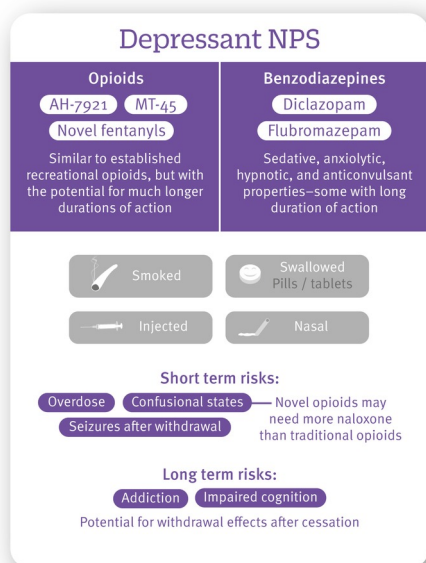 Depressant NPS
Opioids
AH-7921
MT-45
Novel fentanyls
Similar to established
recreational opioids, but with
the potential for much longer
durations of action
Benzodiazepines
Diclazopam
Flubromazepam
Sedative, anxiolytic,
hypnotic, and anticonvulsant
properties–some with long
duration of action
Smoked
Swallowed
Pills / tablets
Injected
Nasal
Short term risks:
Overdose
Confusional states
Seizures after withdrawal
Novel opioids may
need more naloxone
than traditional opioids
Long term risks:
Addiction
Impaired cognition
Potential for withdrawal effects after cessation